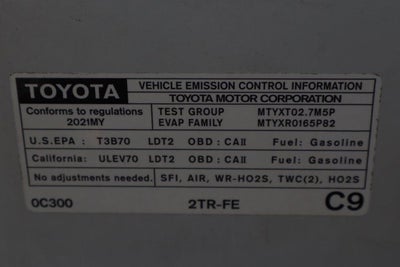 TOYOTA VEHICLE EMISSION CONTROL INFORMATION
TOYOTA MOTOR CORPORATION
Conforms to regulations TEST GROUP MTYXT02.7M5P
2021MY EVAP FAMILY MTYXR0165P82
U.S.EPA : T3B70 LDT2 OBD : CAII Fuel: Gasoline
California: ULEV70 LDT2 OBD : CAII Fuel: Gasoline
No adjustments needed. SFI, AIR, WR-HO2S, TWC(2), HO2S
0C300 2TR-FE C9